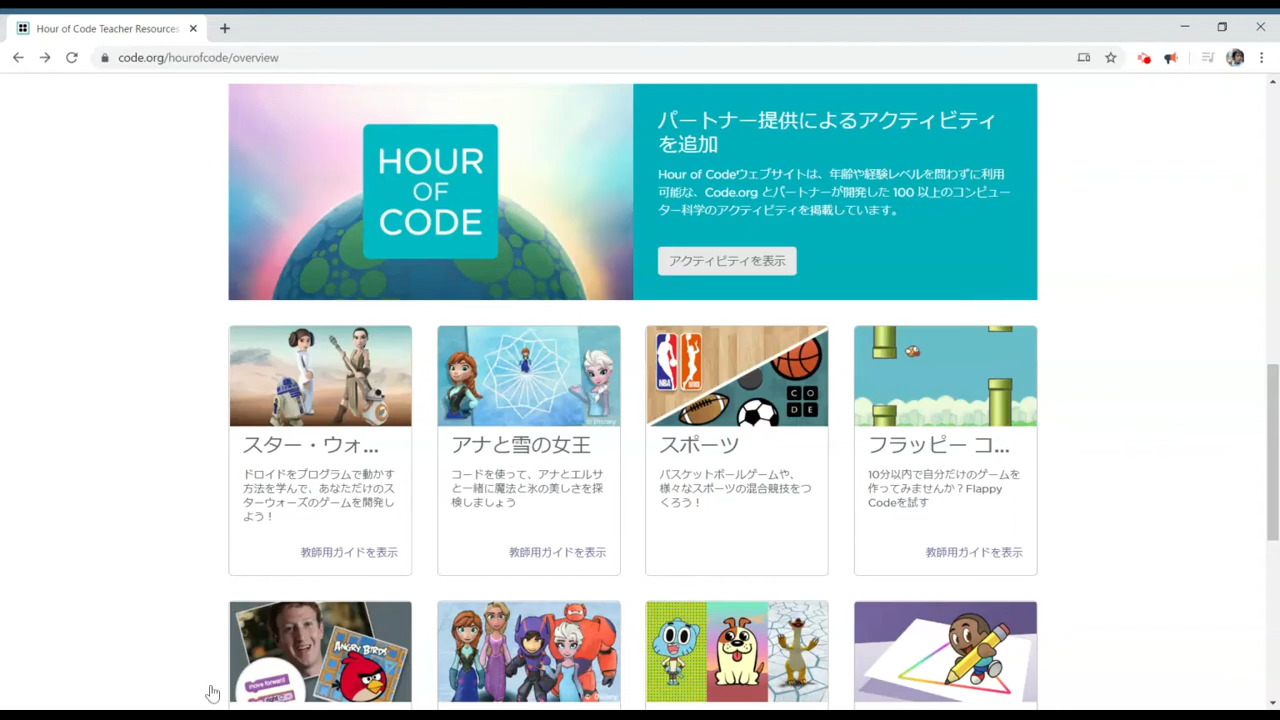 Hour of Code Teacher Resources
code.org/hourofcode/overview
HOUR
OF
CODE
パートナー提供によるアクティビティ
を追加
Hour of Codeウェブサイトは、年齢や経験レベルを問わずに利用
可能な、Code.org とパートナーが開発した 100 以上のコンピュー
ター科学のアクティビティを掲載しています。
アクティビティを表示
NBA
CODE
スター・ウォ...
ドロイドをプログラムで動かす
方法を学んで、あなただけのス
ターウォーズのゲームを開発し
よう！
教師用ガイドを表示
© Disney
アナと雪の女王
コードを使って、アナとエルサ
と一緒に魔法と氷の美しさを探
検しましょう
教師用ガイドを表示
スポーツ
バスケットボールゲームや、
様々なスポーツの混合競技をつ
くろう！
フラッピー コ...
10分以内で自分だけのゲームを
作ってみませんか？Flappy
Codeを試す
教師用ガイドを表示
ANGRY BIRDS
move forward
© Disney